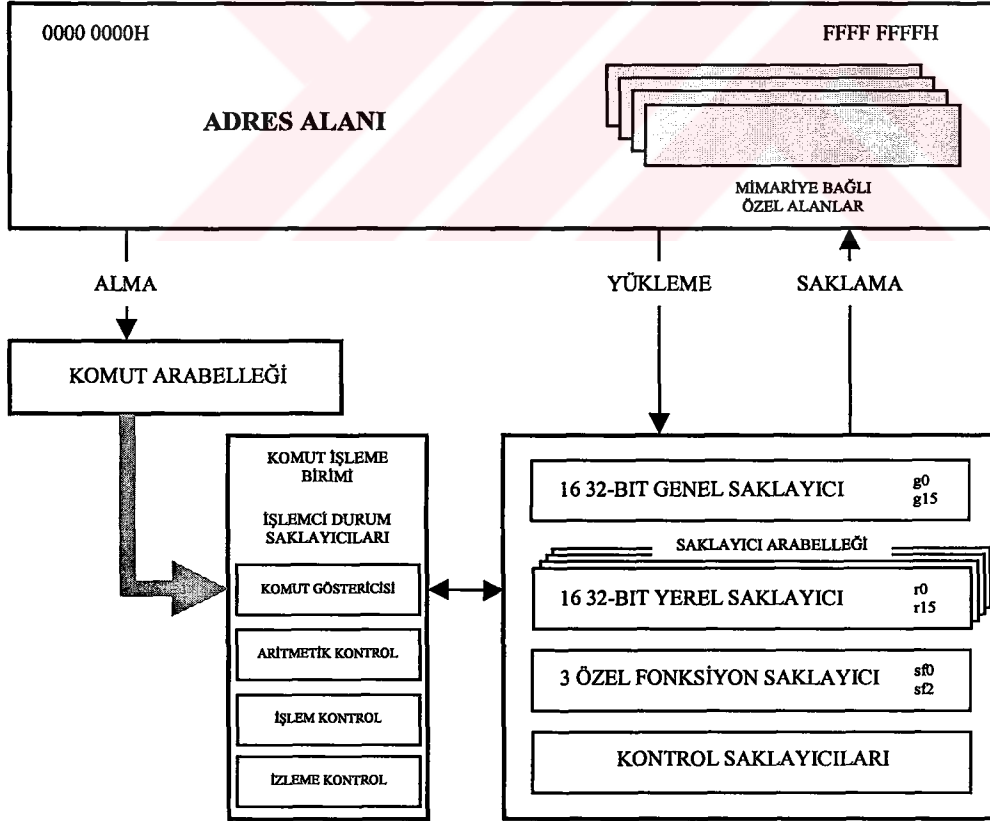 0000 0000H
FFFF FFFFH
ADRES ALANI
MİMARİYE BAĞLI
ÖZEL ALANLAR
ALMA
YÜKLEME
SAKLAMA
KOMUT ARABELLEĞİ
KOMUT İŞLEME
BİRİMİ
İŞLEMCİ DURUM
SAKLAYICILARI
KOMUT GÖSTERİCİSİ
ARİTMETİK KONTROL
İŞLEM KONTROL
İZLEME KONTROL
16 32-BIT GENEL SAKLAYICI
g0
g15
SAKLAYICI ARABELLEĞİ
16 32-BIT YEREL SAKLAYICI
r0
r15
3 ÖZEL FONKSİYON SAKLAYICI
sf0
sf2
KONTROL SAKLAYICILARI